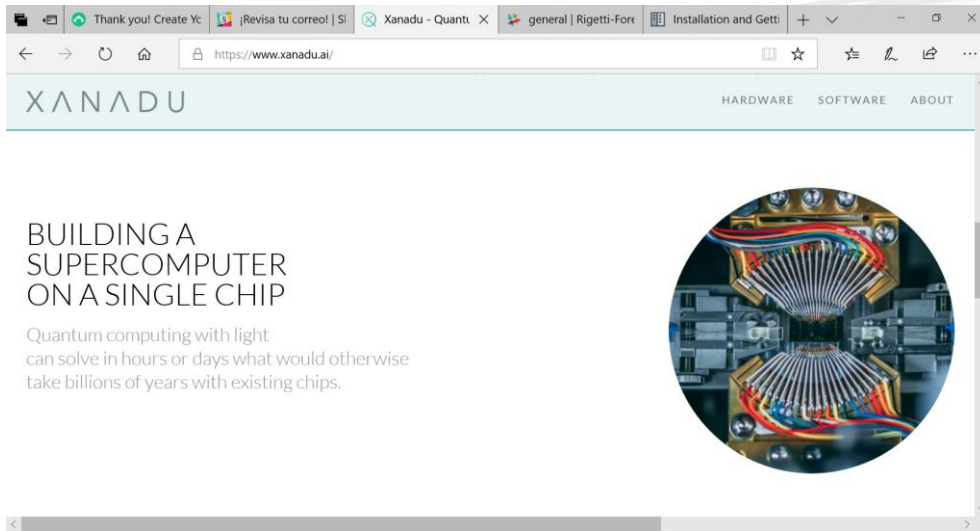 Thank you! Create Yc
¡Revisa tu correo! | Sl
Xanadu - Quantu
general | Rigetti-Fore
Installation and Getti
https://www.xanadu.ai/
XANADU
HARDWARE SOFTWARE ABOUT
BUILDING A
SUPERCOMPUTER
ON A SINGLE CHIP
Quantum computing with light
can solve in hours or days what would otherwise
take billions of years with existing chips.